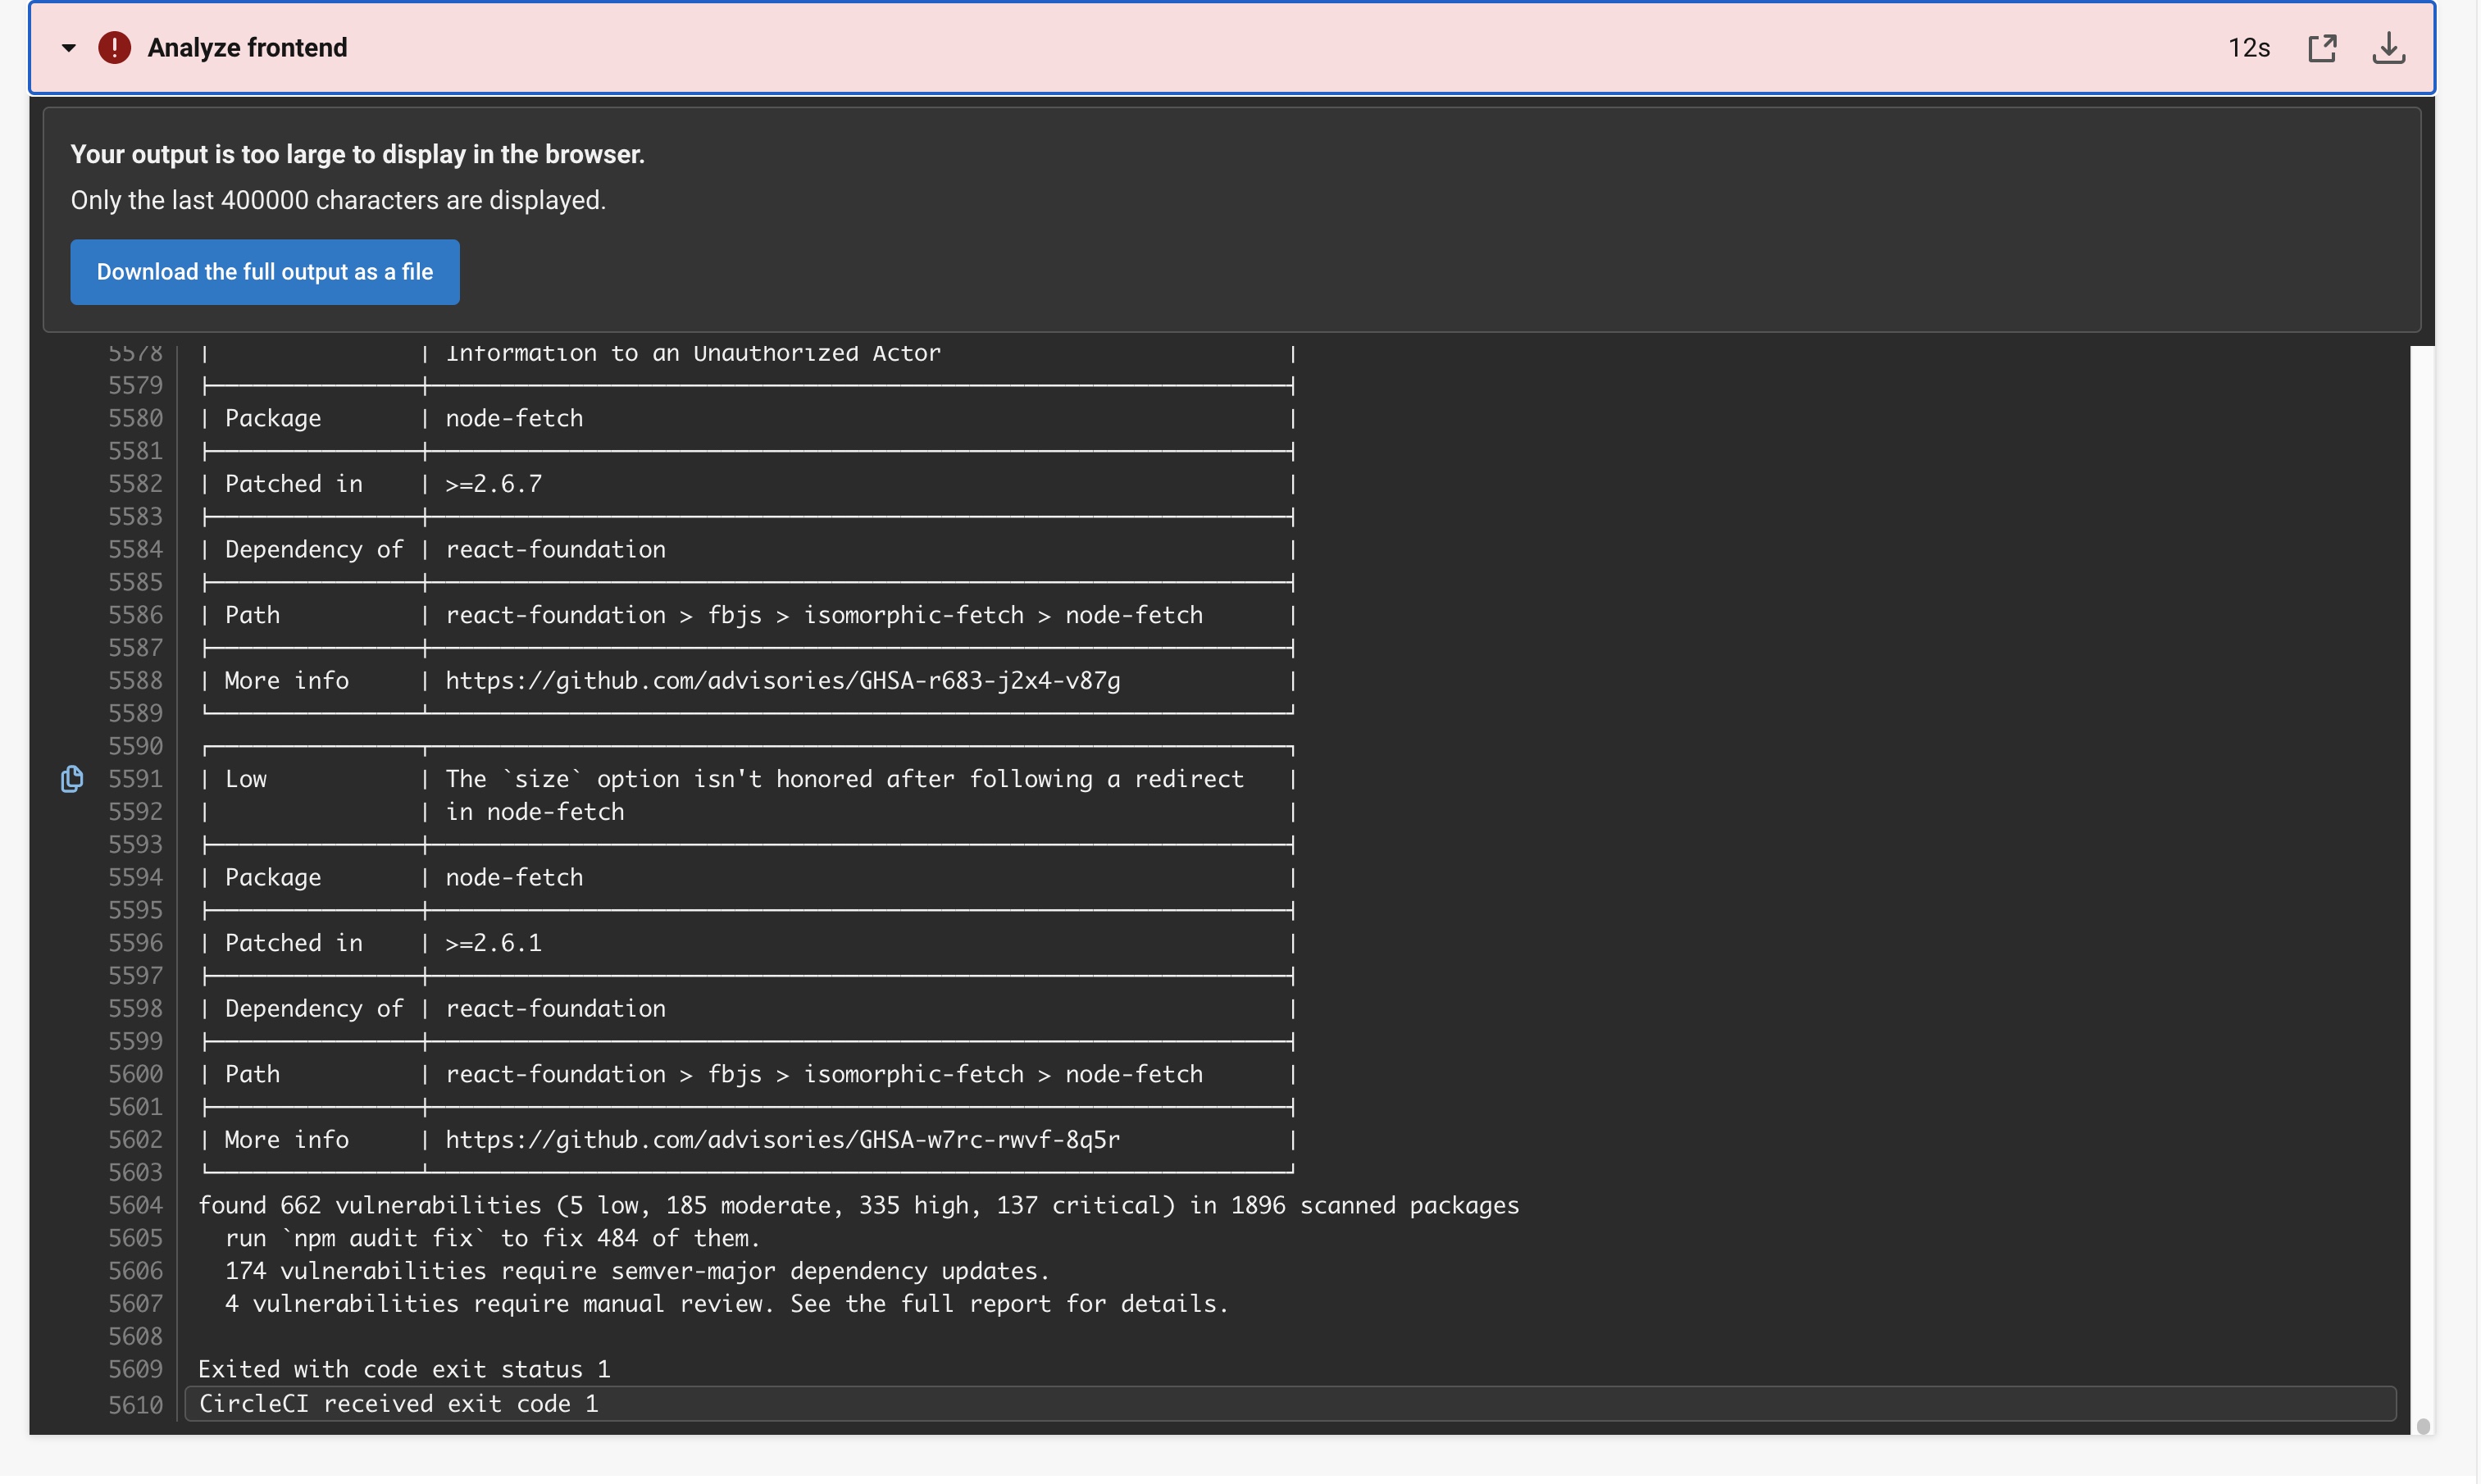 Analyze frontend
12s
Your output is too large to display in the browser.
Only the last 400000 characters are displayed.
Download the full output as a file
5578 | | Information to an Unauthorized Actor |
5579
5580 | Package | node-fetch |
5581
5582 | Patched in | >=2.6.7 |
5583
5584 | Dependency of | react-foundation |
5585
5586 | Path | react-foundation > fbjs > isomorphic-fetch > node-fetch |
5587
5588 | More info | https://github.com/advisories/GHSA-r683-j2x4-v87g |
5589
5590
5591 | Low | The `size` option isn't honored after following a redirect |
5592 | | in node-fetch |
5593
5594 | Package | node-fetch |
5595
5596 | Patched in | >=2.6.1 |
5597
5598 | Dependency of | react-foundation |
5599
5600 | Path | react-foundation > fbjs > isomorphic-fetch > node-fetch |
5601
5602 | More info | https://github.com/advisories/GHSA-w7rc-rwvf-8q5r |
5603
5604 found 662 vulnerabilities (5 low, 185 moderate, 335 high, 137 critical) in 1896 scanned packages
5605 run `npm audit fix` to fix 484 of them.
5606 174 vulnerabilities require semver-major dependency updates.
5607 4 vulnerabilities require manual review. See the full report for details.
5608
5609 Exited with code exit status 1
5610 CircleCI received exit code 1